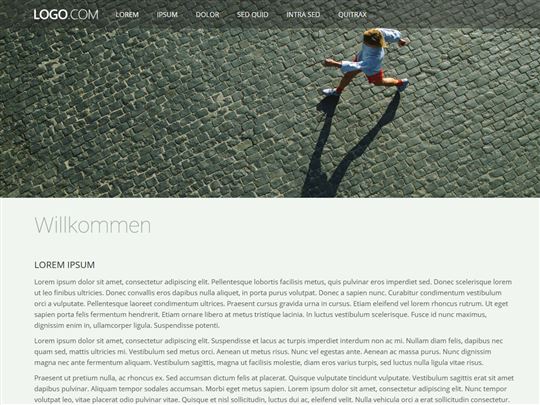 LOGO.COM LOREM IPSUM DOLOR SED QUID INTRA SED QUITRAX
Willkommen
LOREM IPSUM
Lorem ipsum dolor sit amet, consectetur adipiscing elit. Pellentesque lobortis facilisis metus, quis pulvinar eros imperdiet sed. Donec scelerisque lorem
ut leo finibus ultricies. Donec convallis eros dapibus nulla aliquet, in porta purus volutpat. Donec a sapien nunc. Curabitur condimentum vestibulum
orci a vulputate. Pellentesque laoreet condimentum ultrices. Praesent cursus gravida urna in cursus. Etiam eleifend vel lorem rhoncus rutrum. Ut eget
sapien in orci porta felis fermentum hendrerit. Etiam ornare libero at metus tristique lacinia. In ut vestibulum scelerisque. Fusce id nunc maximus,
dignissim enim in, ullamcorper ligula. Suspendisse potenti.
Lorem ipsum dolor sit amet, consectetur adipiscing elit. Suspendisse et lacus ac turpis imperdiet interdum non ac mi. Nullam diam felis, dapibus nec
quam sed, mattis ultricies mi. Vestibulum sed metus orci. Aenean ut metus risus. Nunc vel egestas ante. Aenean ac massa purus. Nunc dignissim
magna nec ante fermentum aliquam. Vestibulum sagittis, magna ut facilisis molestie, diam eros varius turpis, sed luctus nulla ligula vitae risus.
Praesent ut pretium nulla, ac rhoncus ex. Sed accumsan dictum felis at placerat. Quisque vulputate tincidunt vulputate. Vestibulum sagittis erat sit amet
dapibus pulvinar. Aliquam tempor sodales accumsan. Morbi eget metus sapien. Lorem ipsum dolor sit amet, consectetur adipiscing elit. Nunc tempor
volutpat leo, vitae placerat odio accumsan vitae. Quisque et nisl sollicitudin, luctus dui ac, eleifend velit. Nulla vehicula orci a erat sollicitudin consectetur.